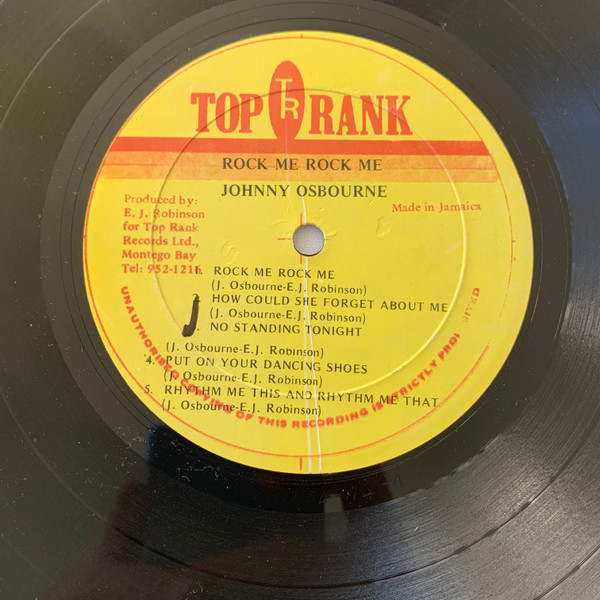 TOP TR RANK
ROCK ME ROCK ME
JOHNNY OSBOURNE
Produced by:
E. J. Robinson
for Top Rank
Records Ltd.,
Montego Bay
Tel: 952-1216
Made in Jamaica
ROCK ME ROCK ME
(J. Osbourne-E.J. Robinson)
2. HOW COULD SHE FORGET ABOUT ME
(J. Osbourne-E.J. Robinson)
NO STANDING TONIGHT
(J. Osbourne-E.J. Robinson)
4. PUT ON YOUR DANCING SHOES
(J. Osbourne-E.J. Robinson)
5. RHYTHM ME THIS AND RHYTHM ME THAT
(J. Osbourne-E.J. Robinson)
UNAUTHORISED COPYING OF THIS RECORDING IS STRICTLY PROHIBITED